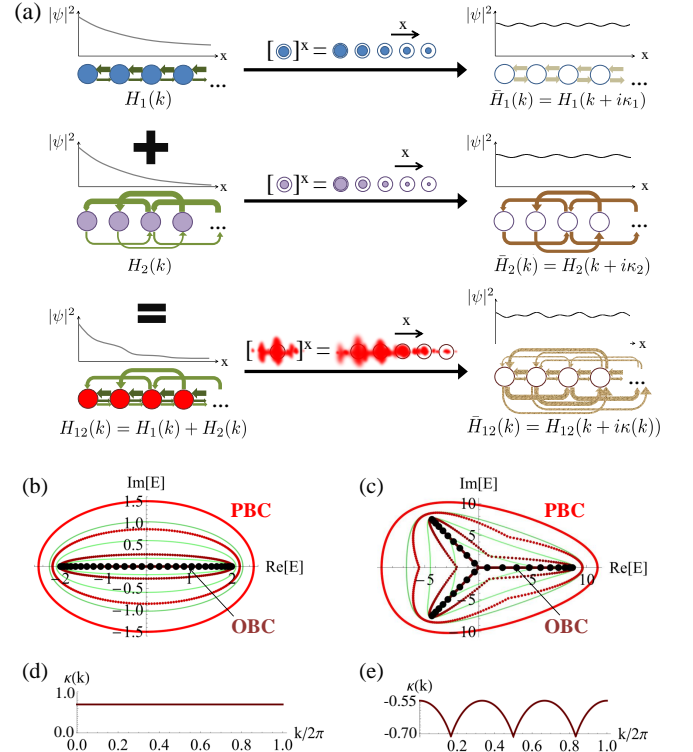 (a)
|ψ|²
x
...
H₁(k)
[ ]ˣ =
x
|ψ|²
x
...
H̄₁(k) = H₁(k + iκ₁)
+
|ψ|²
x
...
H₂(k)
[ ]ˣ =
x
|ψ|²
x
...
H̄₂(k) = H₂(k + iκ₂)
=
|ψ|²
x
...
H₁₂(k) = H₁(k) + H₂(k)
[ ]ˣ =
x
|ψ|²
x
...
H̄₁₂(k) = H₁₂(k + iκ(k))
(b)
Im[E]
1.5
1.0
0.5
-2 -1 1 2
-0.5
-1.0
-1.5
Re[E]
PBC
OBC
(c)
Im[E]
10
5
-5 5 10
-5
-10
Re[E]
PBC
OBC
(d)
κ(k)
1.0
0.0
0.0 0.2 0.4 0.6 0.8 1.0
k/2π
(e)
κ(k)
-0.55
-0.70
0.2 0.4 0.6 0.8 1.0
k/2π